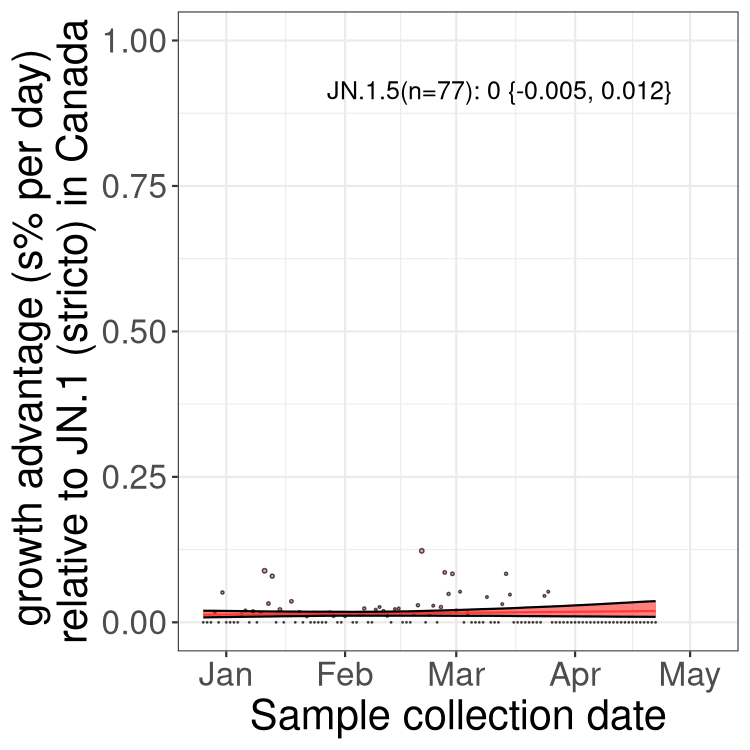 growth advantage (s% per day)
relative to JN.1 (stricto) in Canada
1.00
0.75
0.50
0.25
0.00
JN.1.5(n=77): 0 {-0.005, 0.012}
Jan Feb Mar Apr May
Sample collection date